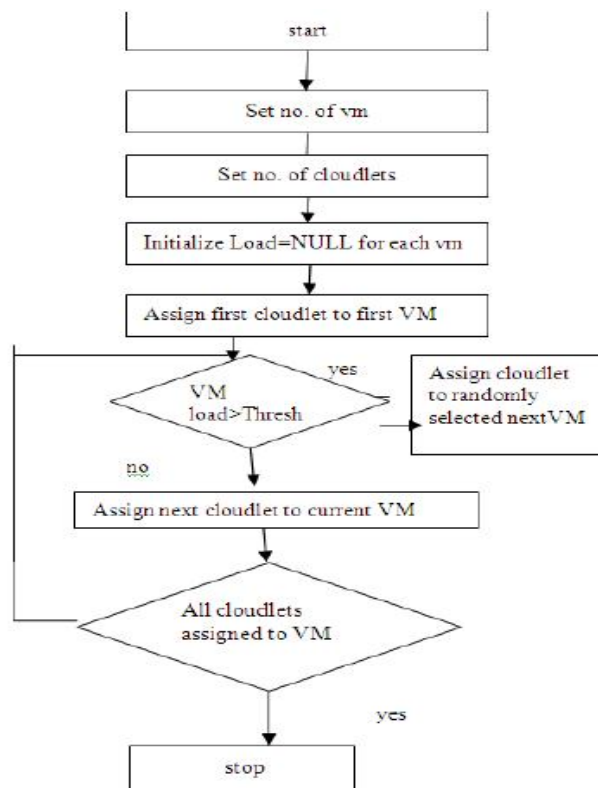 start
Set no. of vm
Set no. of cloudlets
Initialize Load=NULL for each vm
Assign first cloudlet to first VM
VM
load>Thresh
yes
Assign cloudlet
to randomly
selected nextVM
no
Assign next cloudlet to current VM
All cloudlets
assigned to VM
yes
stop